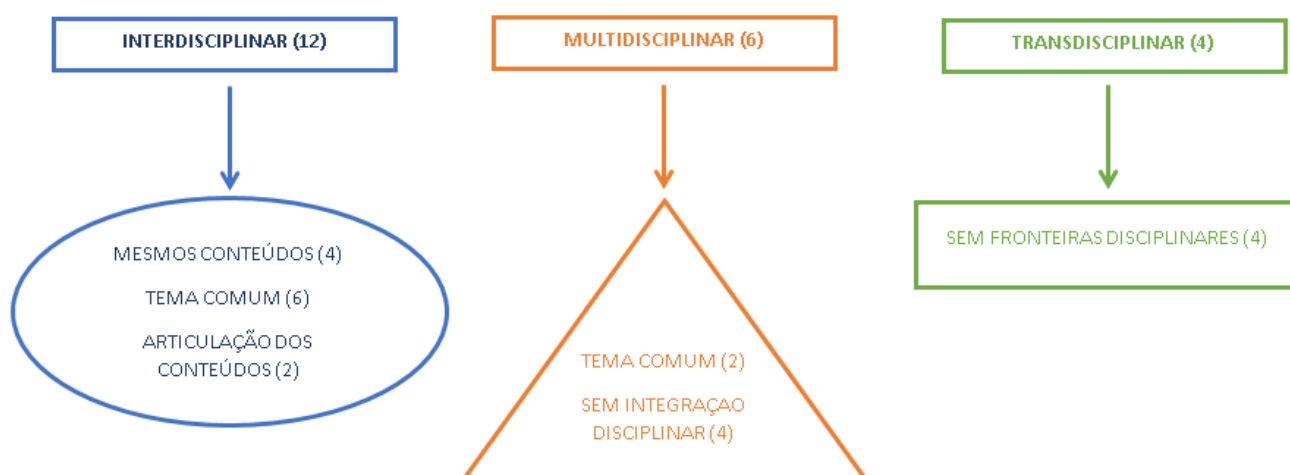 INTERDISCIPLINAR (12)
MESMOS CONTEÚDOS (4)
TEMA COMUM (6)
ARTICULAÇÃO DOS
CONTEÚDOS (2)
MULTIDISCIPLINAR (6)
TEMA COMUM (2)
SEM INTEGRAÇAO
DISCIPLINAR (4)
TRANSDISCIPLINAR (4)
SEM FRONTEIRAS DISCIPLINARES (4)